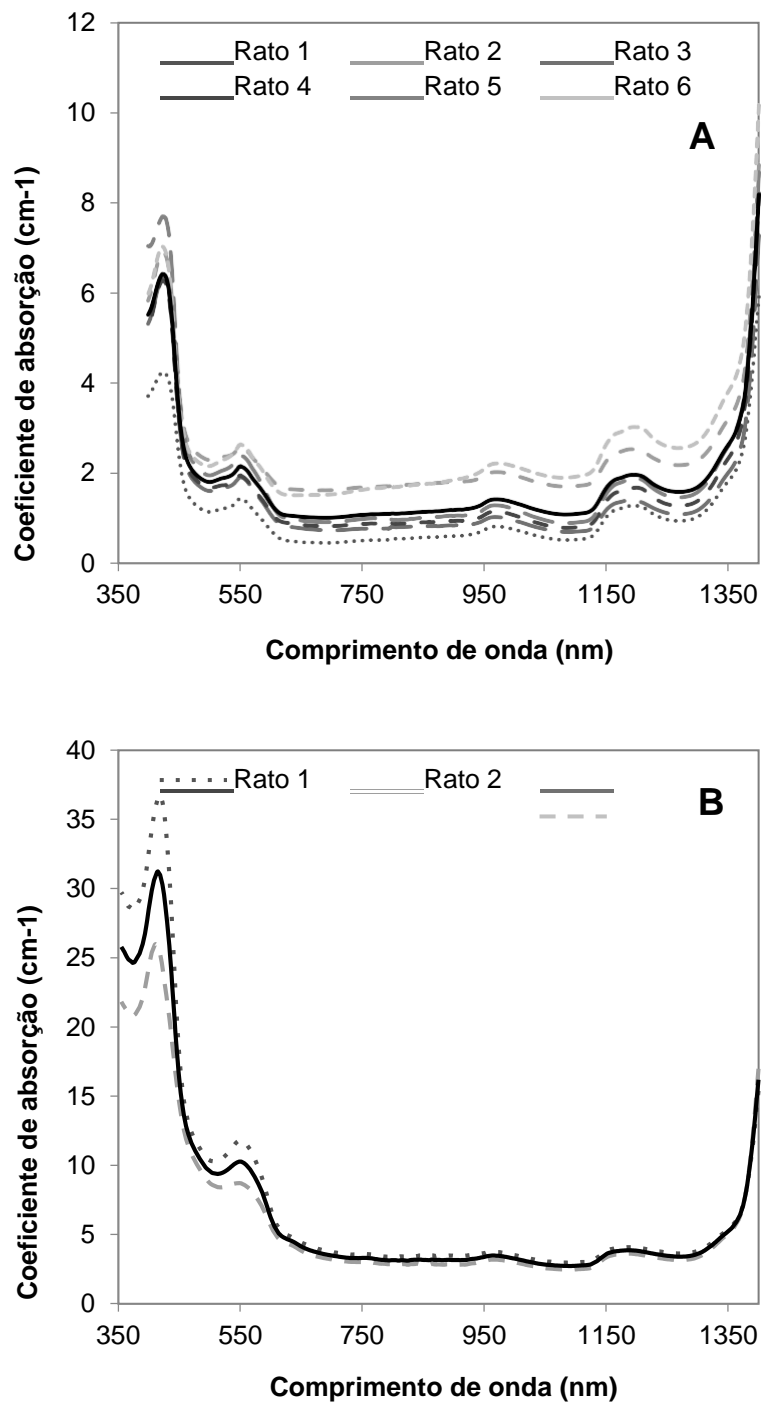 12
10
8
6
4
2
0
Rato 1 Rato 2 Rato 3
Rato 4 Rato 5 Rato 6
A
Coeficiente de absorção (cm-1)
350 550 750 950 1150 1350
Comprimento de onda (nm)
40
35
30
25
20
15
10
5
0
Rato 1 Rato 2
B
Coeficiente de absorção (cm-1)
350 550 750 950 1150 1350
Comprimento de onda (nm)